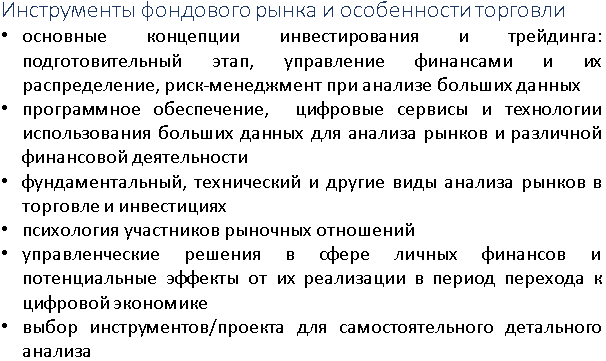 Инструменты фондового рынка и особенности торговли
• основные концепции инвестирования и трейдинга:
подготовительный этап, управление финансами и их
распределение, риск-менеджмент при анализе больших данных
• программное обеспечение, цифровые сервисы и технологии
использования больших данных для анализа рынков и различной
финансовой деятельности
• фундаментальный, технический и другие виды анализа рынков в
торговле и инвестициях
• психология участников рыночных отношений
• управленческие решения в сфере личных финансов и
потенциальные эффекты от их реализации в период перехода к
цифровой экономике
• выбор инструментов/проекта для самостоятельного детального
анализа